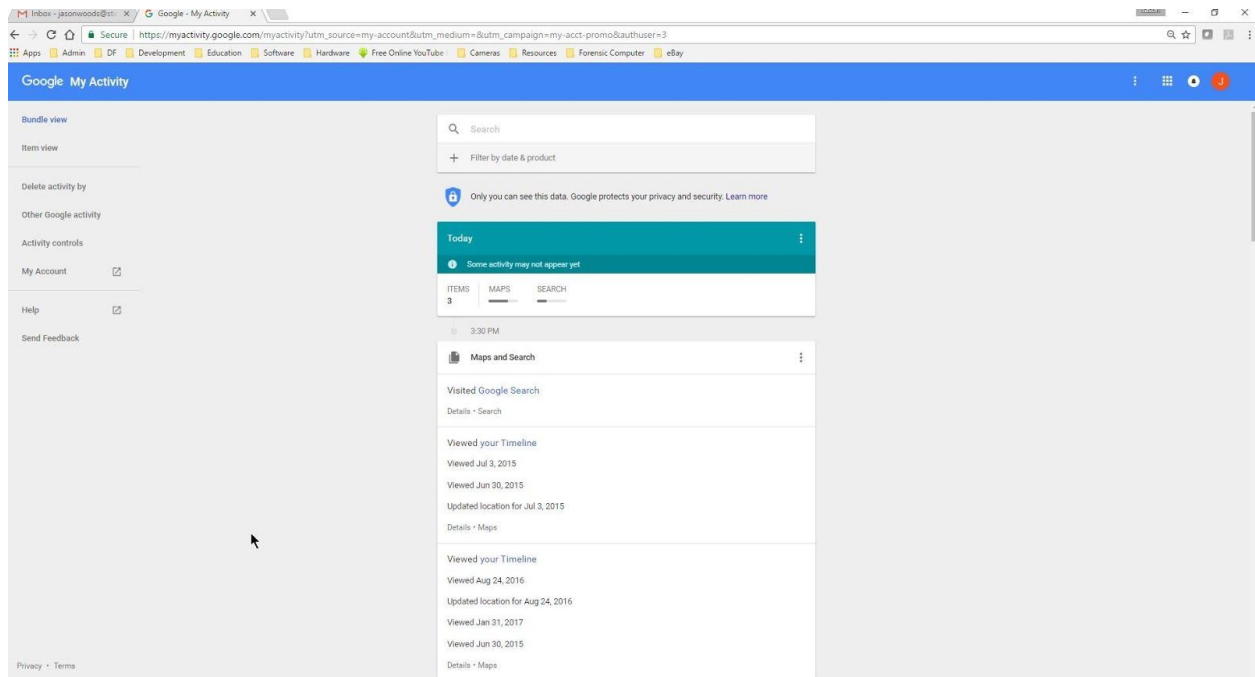 Inbox - jasonwoods@sti
Google - My Activity
Secure | https://myactivity.google.com/myactivity?utm_source=my-account&utm_medium=&utm_campaign=my-acct-promo&authuser=3
Apps Admin DF Development Education Software Hardware Free Online YouTube Cameras Resources Forensic Computer eBay
Google My Activity
J
Bundle view
Item view
Delete activity by
Other Google activity
Activity controls
My Account
Help
Send Feedback
Search
Filter by date & product
Only you can see this data. Google protects your privacy and security. Learn more
Today
Some activity may not appear yet
ITEMS MAPS SEARCH
3
3:30 PM
Maps and Search
Visited Google Search
Details • Search
Viewed your Timeline
Viewed Jul 3, 2015
Viewed Jun 30, 2015
Updated location for Jul 3, 2015
Details • Maps
Viewed your Timeline
Viewed Aug 24, 2016
Updated location for Aug 24, 2016
Viewed Jan 31, 2017
Viewed Jun 30, 2015
Details • Maps
Privacy • Terms